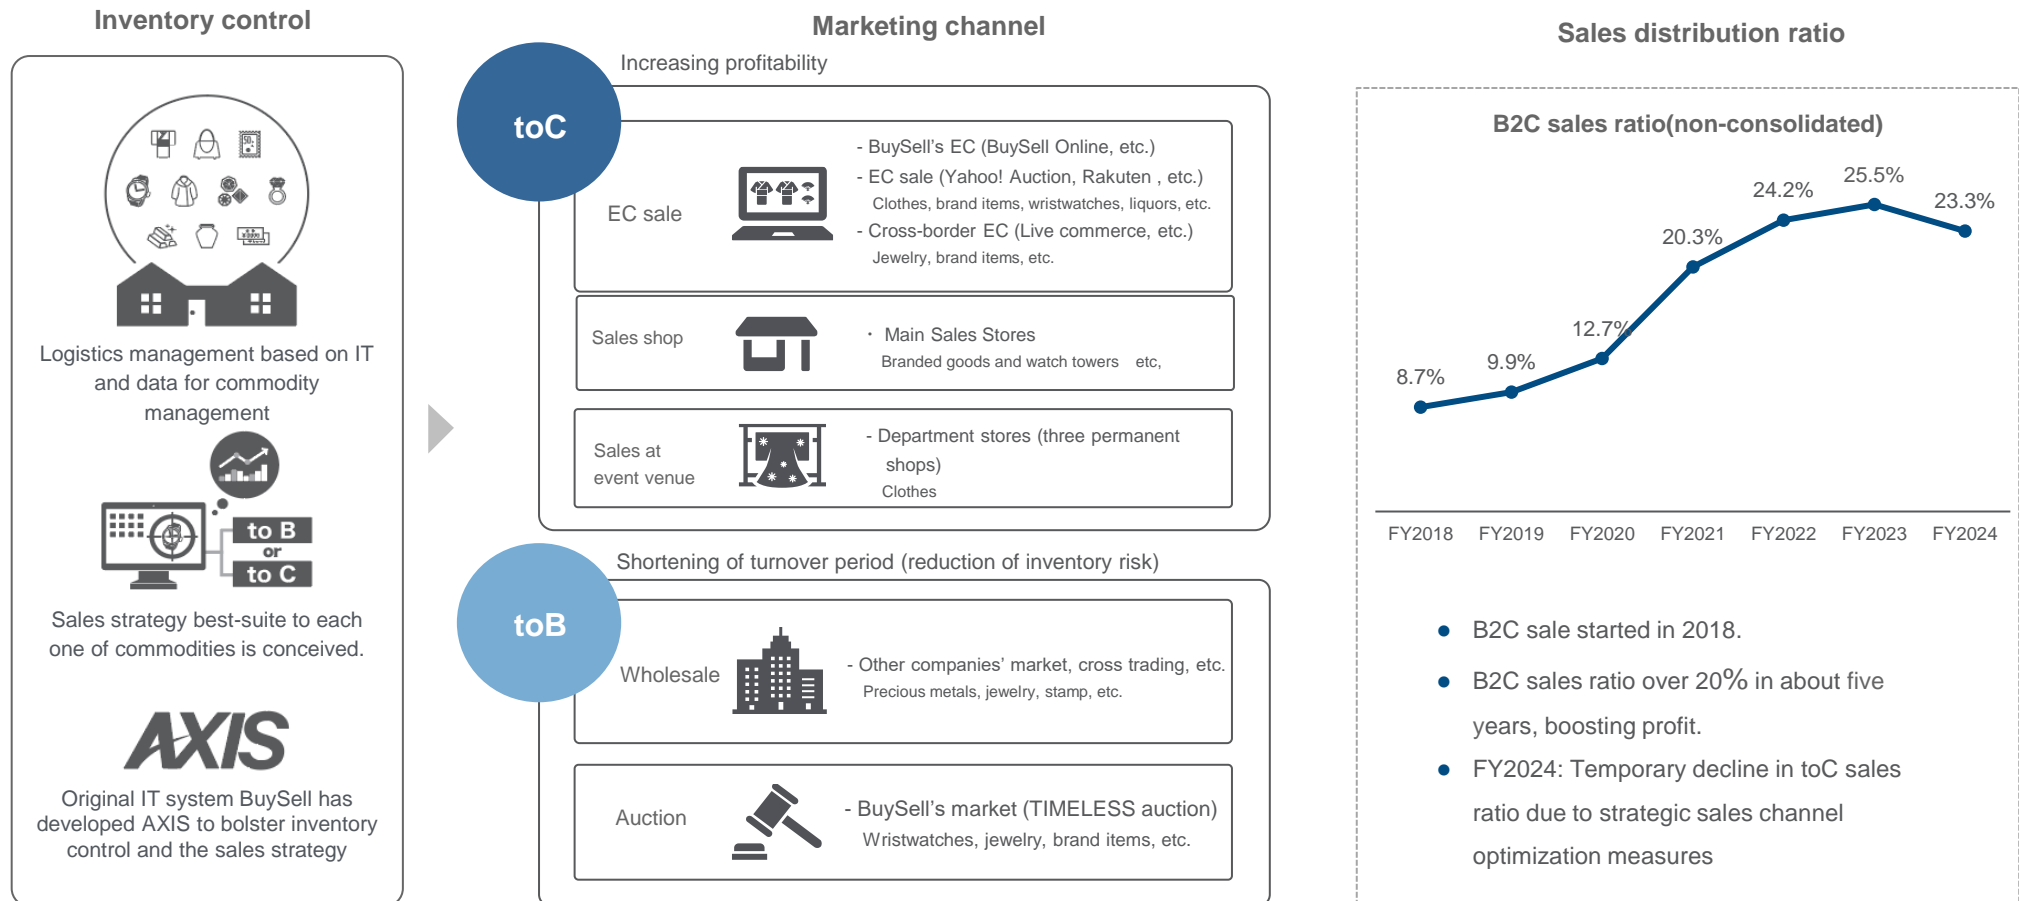 Inventory control
Logistics management based on IT
and data for commodity
management
to B
or
to C
Sales strategy best-suite to each
one of commodities is conceived.
AXIS
Original IT system BuySell has
developed AXIS to bolster inventory
control and the sales strategy
Marketing channel
toC
Increasing profitability
EC sale
- BuySell's EC (BuySell Online, etc.)
- EC sale (Yahoo! Auction, Rakuten , etc.)
Clothes, brand items, wristwatches, liquors, etc.
- Cross-border EC (Live commerce, etc.)
Jewelry, brand items, etc.
Sales shop
・ Main Sales Stores
Branded goods and watch towers etc,
Sales at
event venue
- Department stores (three permanent
shops)
Clothes
toB
Shortening of turnover period (reduction of inventory risk)
Wholesale
- Other companies' market, cross trading, etc.
Precious metals, jewelry, stamp, etc.
Auction
- BuySell's market (TIMELESS auction)
Wristwatches, jewelry, brand items, etc.
Sales distribution ratio
B2C sales ratio(non-consolidated)
8.7%
9.9%
12.7%
20.3%
24.2%
25.5%
23.3%
FY2018 FY2019 FY2020 FY2021 FY2022 FY2023 FY2024
● B2C sale started in 2018.
● B2C sales ratio over 20% in about five
years, boosting profit.
● FY2024: Temporary decline in toC sales
ratio due to strategic sales channel
optimization measures